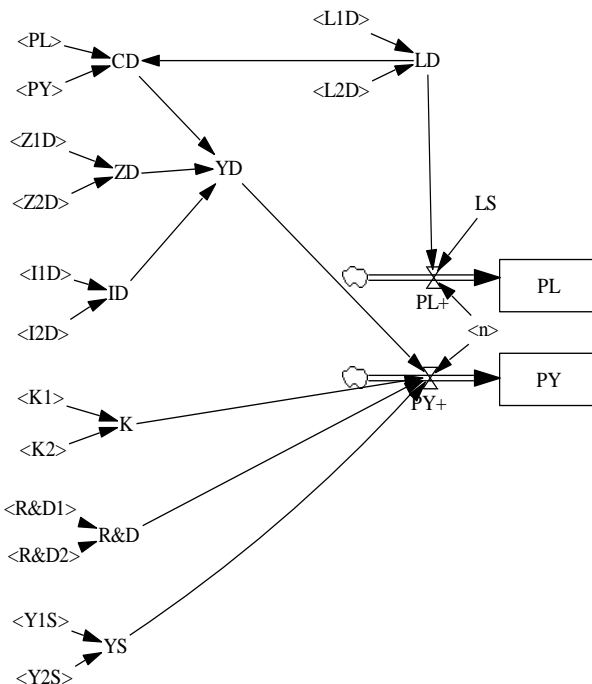 <L1D>
<PL>
CD
LD
<PY>
<L2D>
<Z1D>
ZD
YD
<Z2D>
LS
<I1D>
ID
PL+
PL
<I2D>
<n>
<K1>
K
PY+
PY
<K2>
<R&D1>
R&D
<R&D2>
<Y1S>
YS
<Y2S>